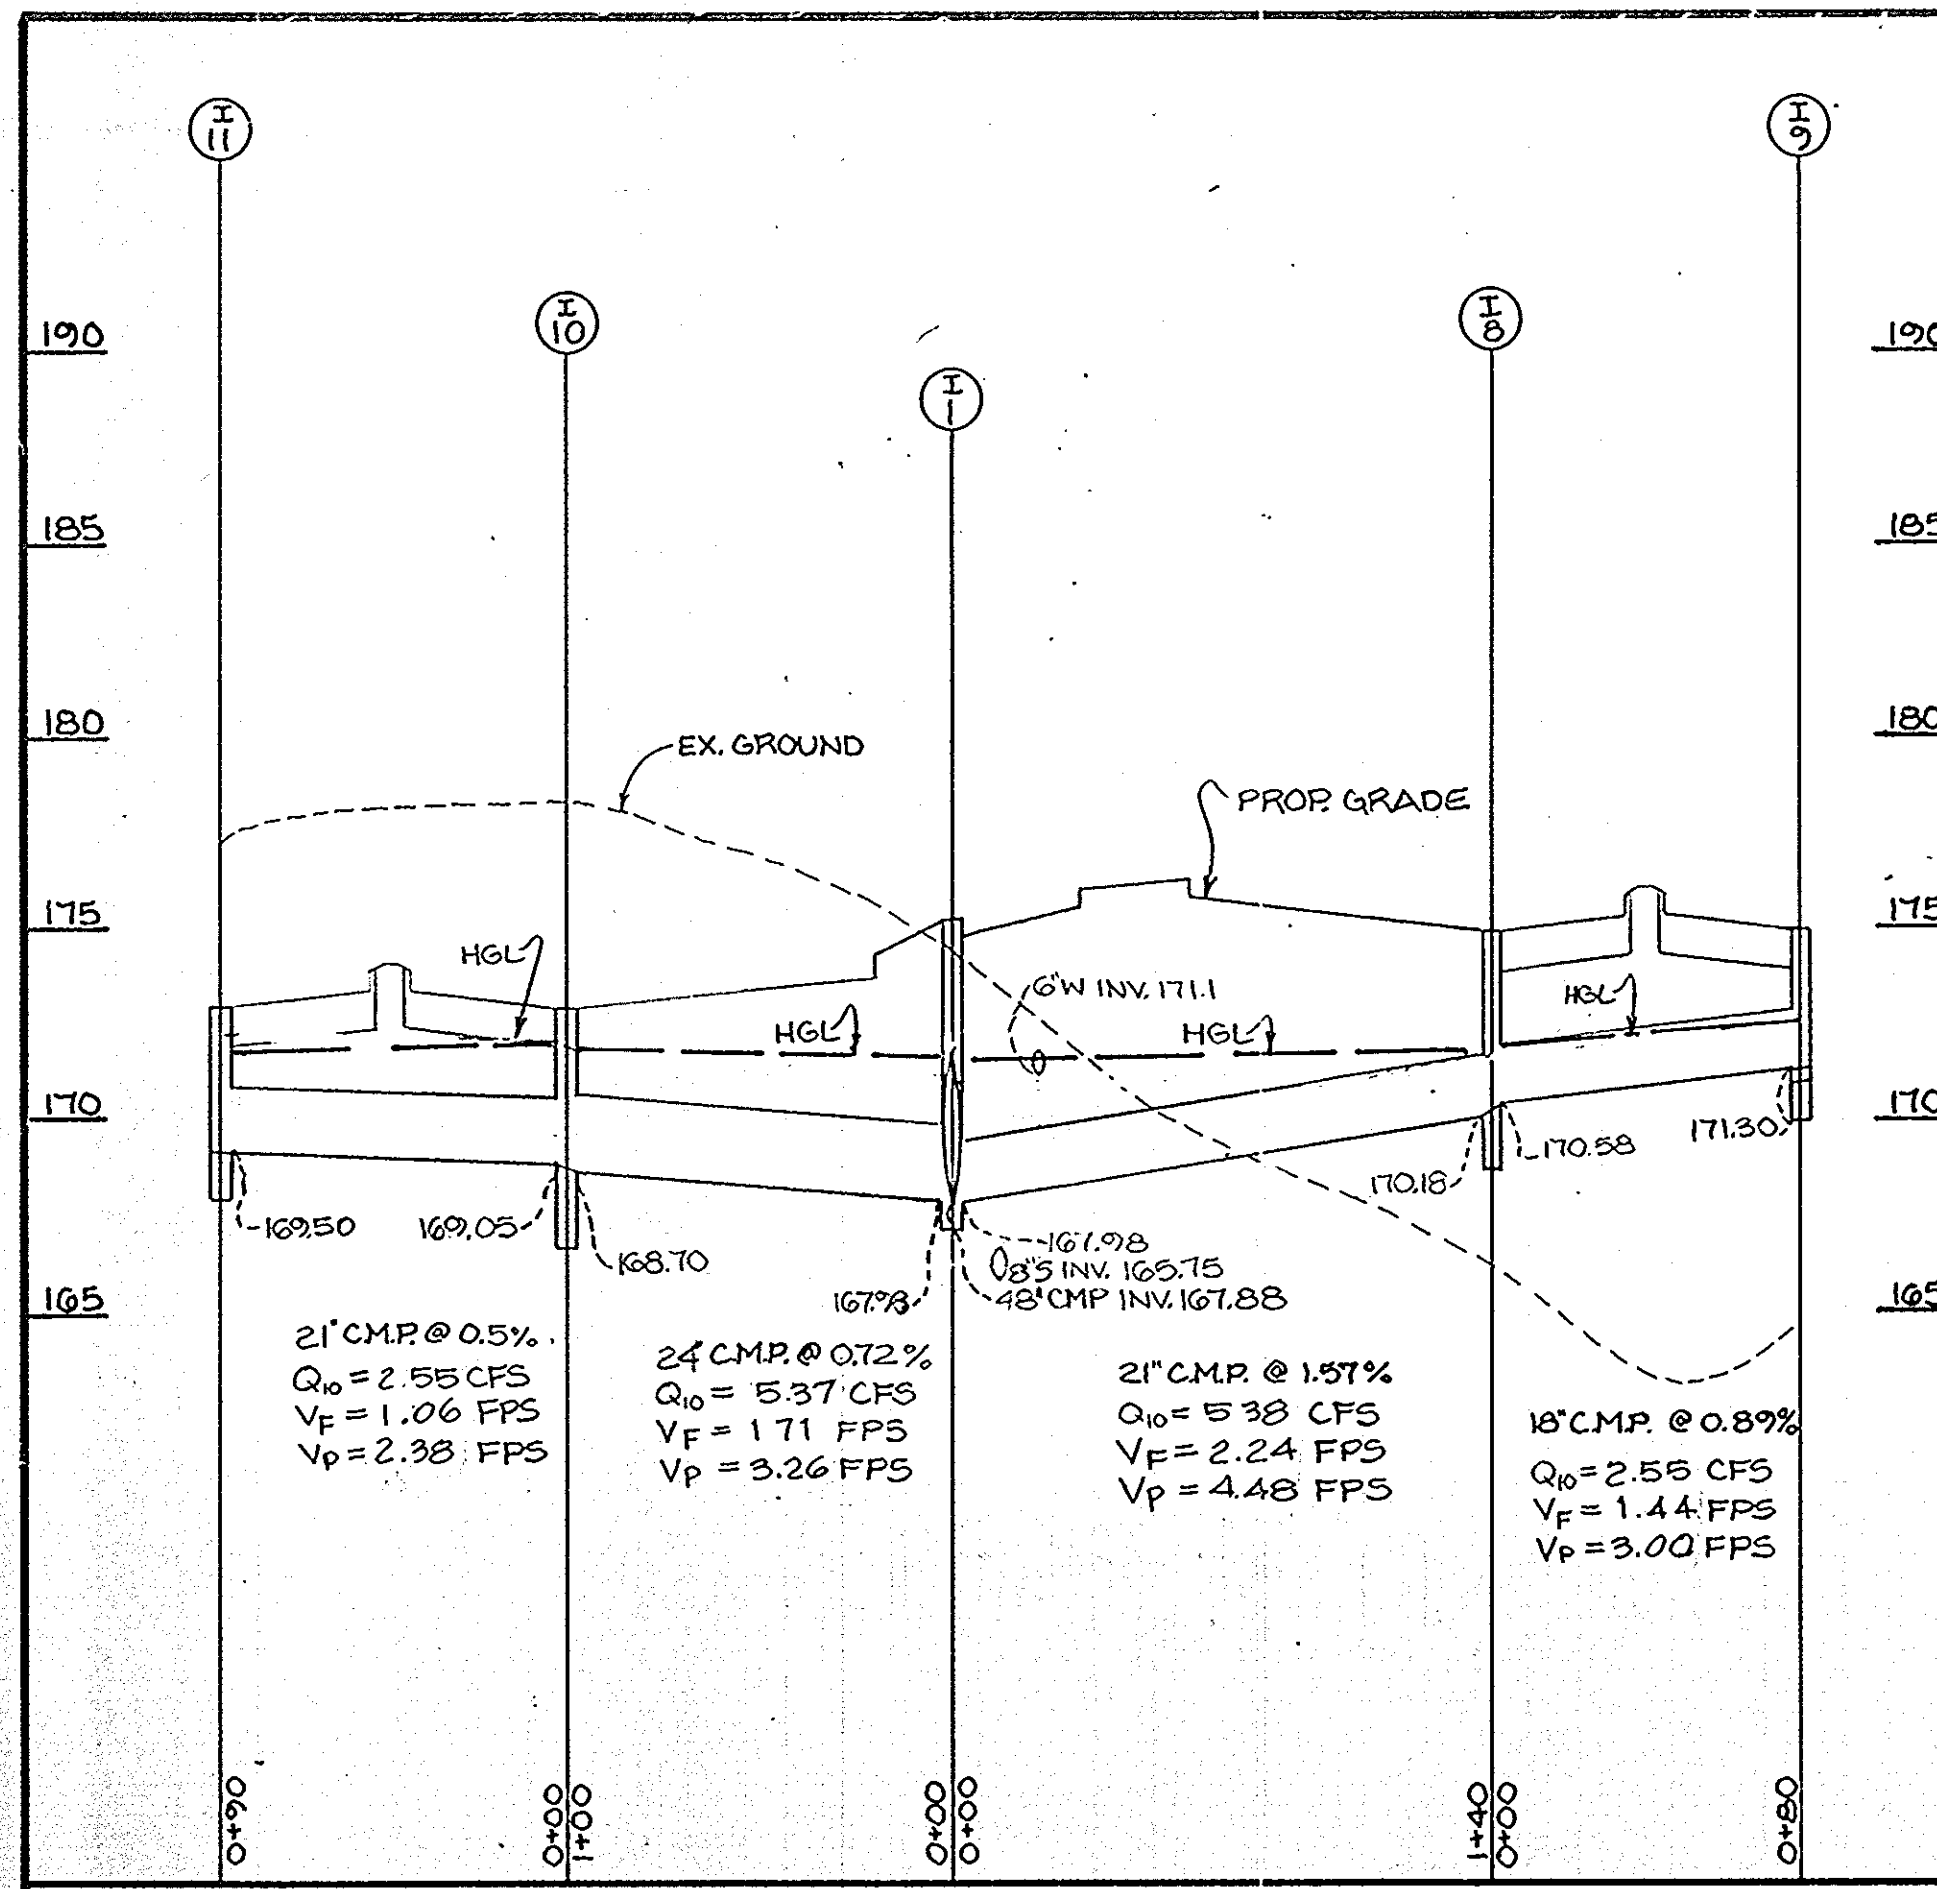 I
11
I
9
I
10
I
8
I
1
190
190
185
185
180
180
EX. GROUND
PROP. GRADE
175
175
HGL
6"W INV. 171.1
HGL
HGL
HGL
170
170
171.30
170.58
170.18
169.50
169.05
168.70
167.98
167.98
8"S INV. 165.75
48"CMP INV. 167.88
165
165
21" C.M.P. @ 0.5%
Q10 = 2.55 CFS
VF = 1.06 FPS
VP = 2.38 FPS
24" C.M.P. @ 0.72%
Q10 = 5.37 CFS
VF = 1 71 FPS
VP = 3.26 FPS
21" C.M.P. @ 1.57%
Q10 = 5 38 CFS
VF = 2.24 FPS
VP = 4.48 FPS
18" C.M.P. @ 0.89%
Q10 = 2.55 CFS
VF = 1.44 FPS
VP = 3.00 FPS
0+90
0+00
1+00
0+00
0+00
1+40
0+00
0+80